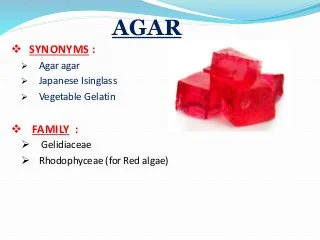 AGAR
SYNONYMS :
Agar agar
Japanese Isinglass
Vegetable Gelatin
FAMILY :
Gelidiaceae
Rhodophyceae (for Red algae)